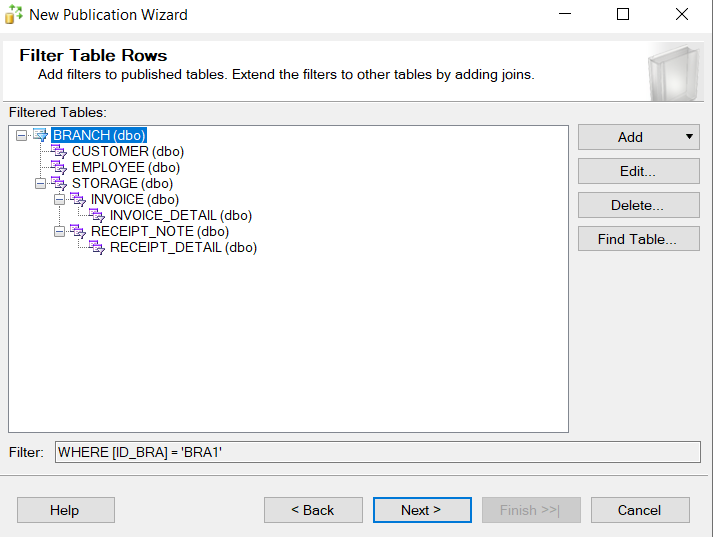 New Publication Wizard
Filter Table Rows
Add filters to published tables. Extend the filters to other tables by adding joins.
Filtered Tables:
BRANCH (dbo)
CUSTOMER (dbo)
EMPLOYEE (dbo)
STORAGE (dbo)
INVOICE (dbo)
INVOICE_DETAIL (dbo)
RECEIPT_NOTE (dbo)
RECEIPT_DETAIL (dbo)
Add
Edit...
Delete...
Find Table...
Filter: WHERE [ID_BRA] = 'BRA1'
Help < Back Next > Finish >>| Cancel